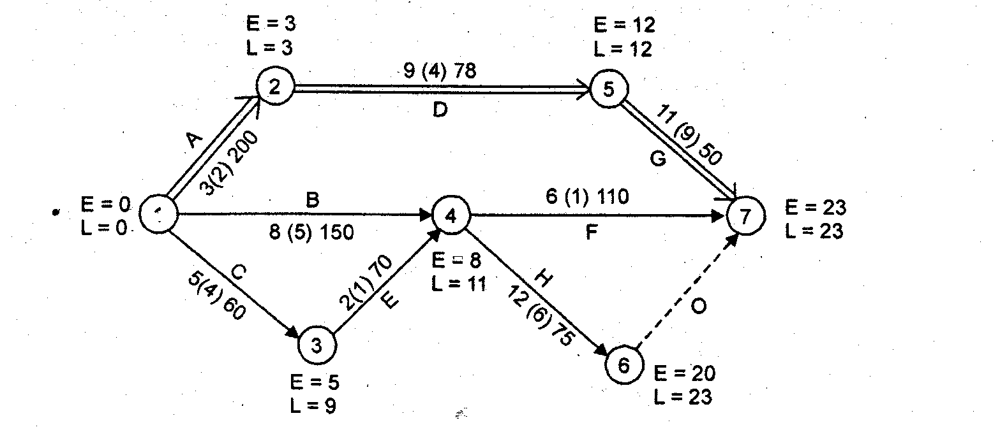 E = 3
L = 3
E = 12
L = 12
2
9 (4) 78
D
5
A
3(2) 200
11 (9) 50
G
E = 0
L = 0
1
B
8 (5) 150
4
6 (1) 110
F
7
E = 23
L = 23
E = 8
L = 11
C
5(4) 60
2(1) 70
E
H
12 (6) 75
O
3
E = 5
L = 9
6
E = 20
L = 23